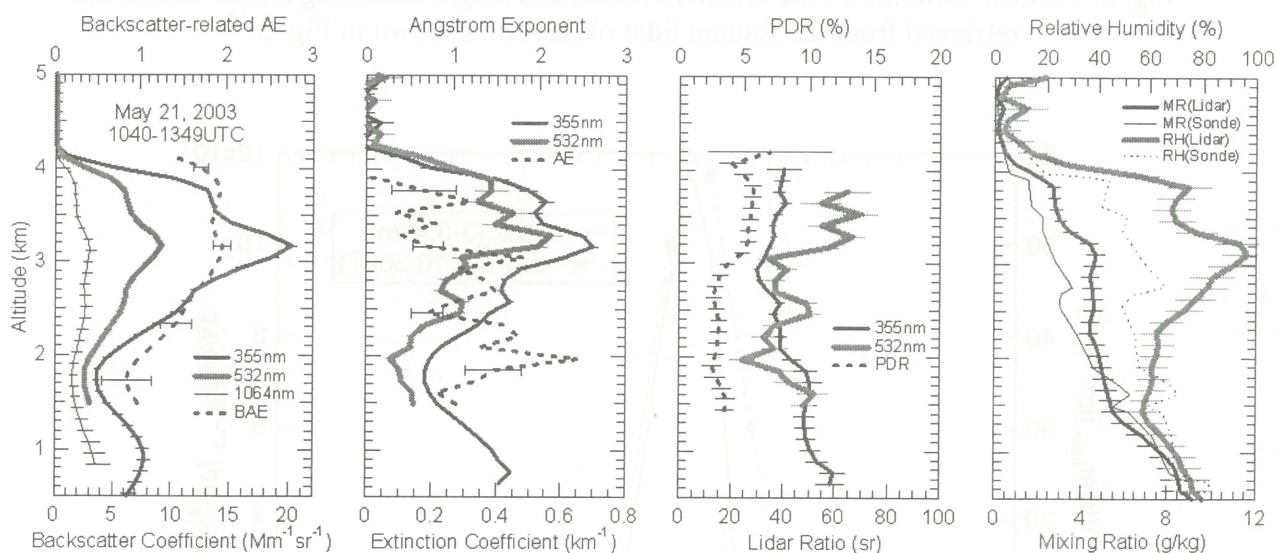 Backscatter-related AE
Angstrom Exponent
PDR (%)
Relative Humidity (%)
0 1 2 3
0 1 2 3
0 5 10 15 20
0 20 40 60 80 100
5
4
3
2
1
Altitude (km)
May 21, 2003
1040-1349UTC
355nm
532nm
1064nm
BAE
355nm
532nm
AE
355nm
532nm
PDR
MR(Lidar)
MR(Sonde)
RH(Lidar)
RH(Sonde)
0 5 10 15 20
0 0.2 0.4 0.6 0.8
0 20 40 60 80 100
0 4 8 12
Backscatter Coefficient (Mm⁻¹sr⁻¹)
Extinction Coefficient (km⁻¹)
Lidar Ratio (sr)
Mixing Ratio (g/kg)